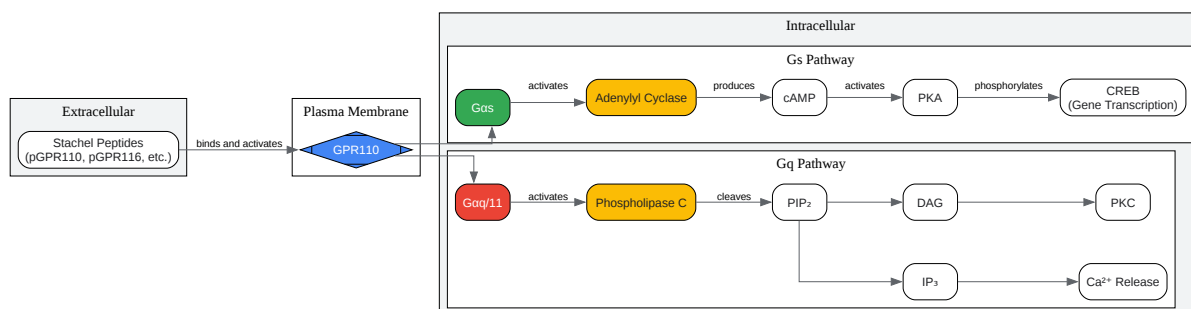 Intracellular
Gs Pathway
activates
produces
activates
phosphorylates
Gαs
Adenylyl Cyclase
cAMP
PKA
CREB
(Gene Transcription)
Extracellular
Plasma Membrane
Stachel Peptides
(pGPR110, pGPR116, etc.)
binds and activates
GPR110
Gq Pathway
activates
cleaves
Gαq/11
Phospholipase C
PIP₂
DAG
PKC
IP₃
Ca²⁺ Release